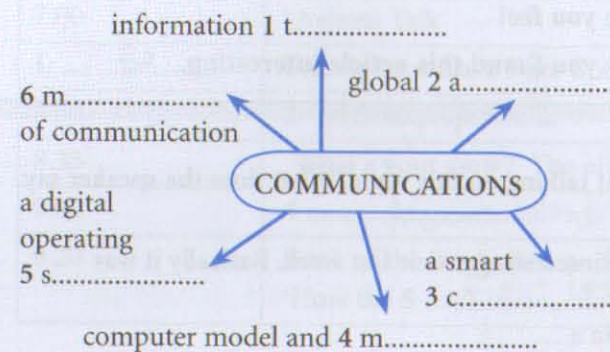 information 1 t......................
global 2 a......................
6 m......................
of communication
COMMUNICATIONS
a digital
operating
5 s......................
a smart
3 c......................
computer model and 4 m......................